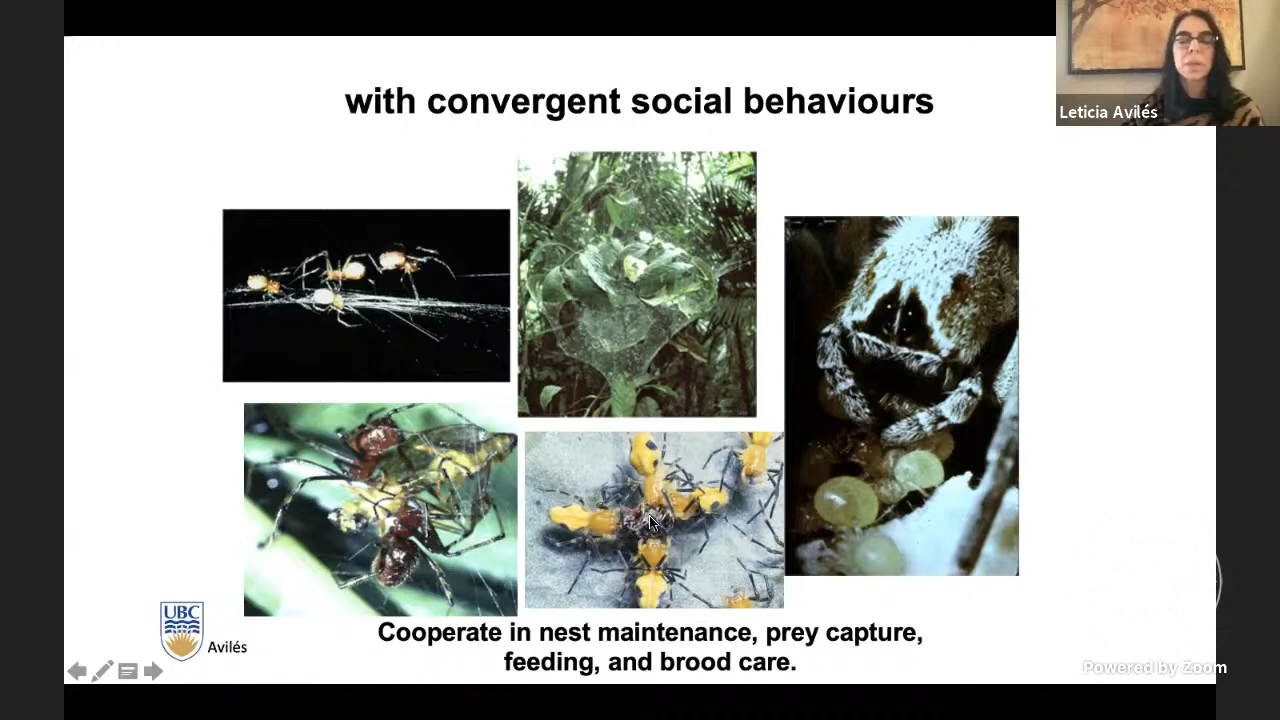 with convergent social behaviours
Leticia Avilés
Cooperate in nest maintenance, prey capture,
feeding, and brood care.
UBC
Avilés
Powered by Zoom